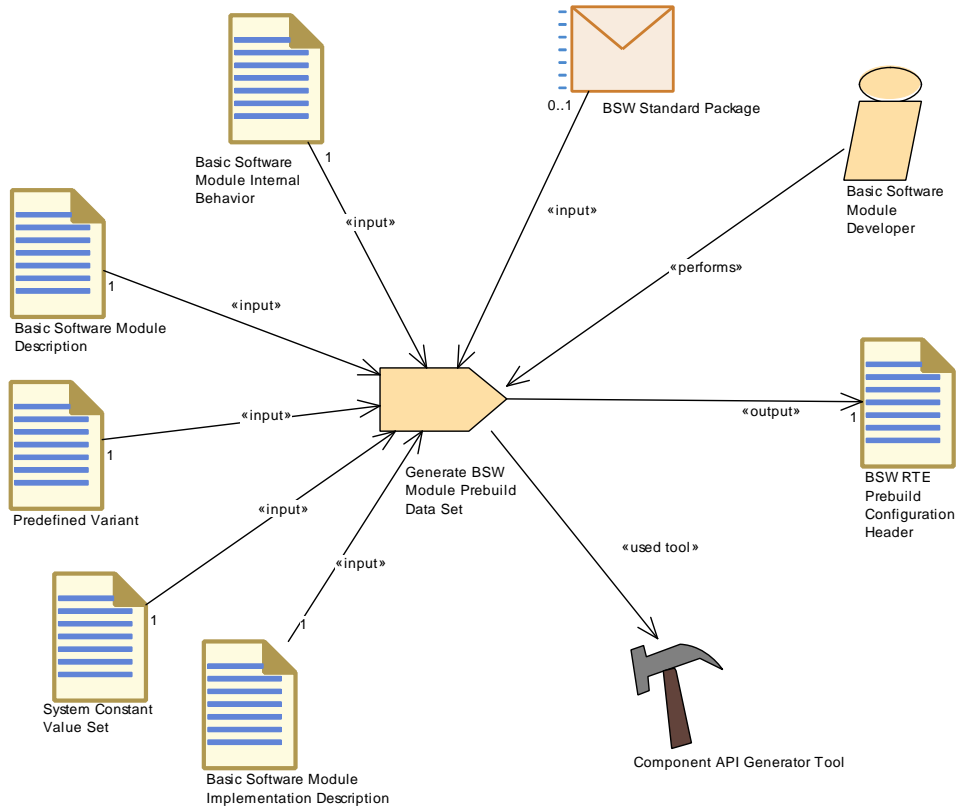 0..1
BSW Standard Package
1
Basic Software
Module Internal
Behavior
«input»
«input»
Basic Software
Module
Developer
«performs»
1
Basic Software Module
Description
«input»
1
Predefined Variant
«input»
Generate BSW
Module Prebuild
Data Set
«output»
1
BSW RTE
Prebuild
Configuration
Header
«input»
1
System Constant
Value Set
«input»
1
Basic Software Module
Implementation Description
«used tool»
Component API Generator Tool